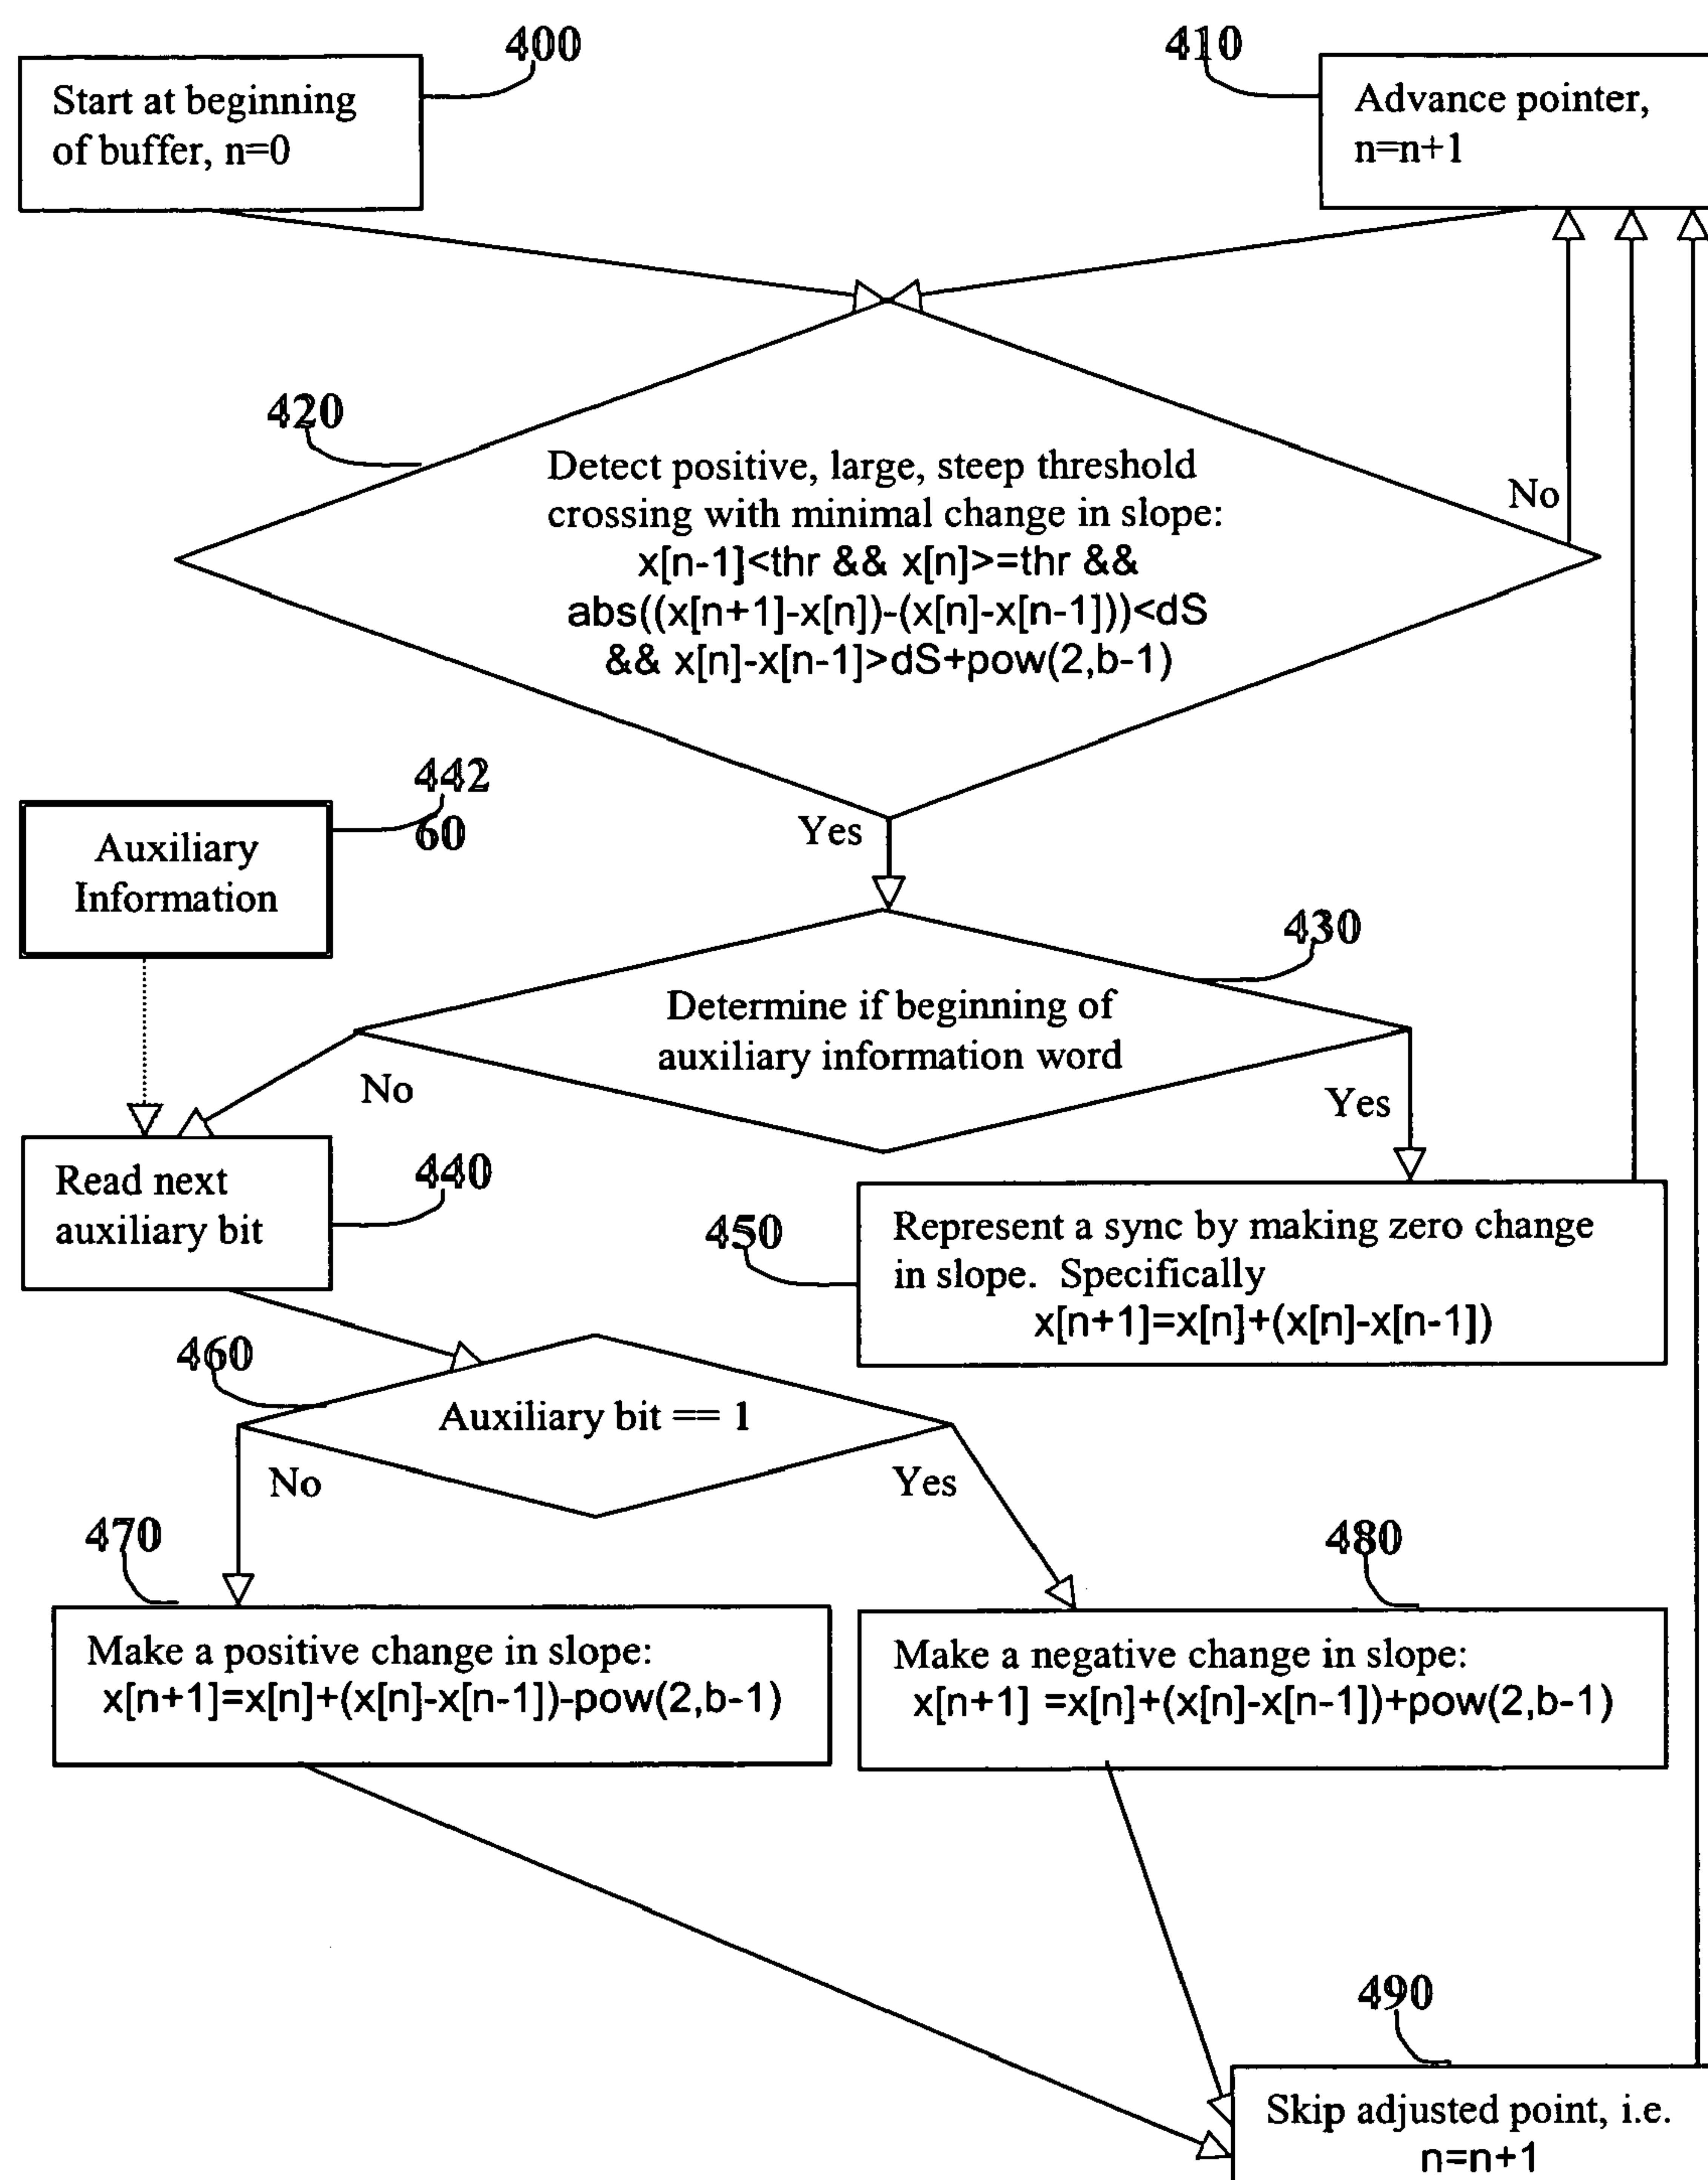 400
410
Start at beginning
of buffer, n=0
Advance pointer,
n=n+1
420
Detect positive, large, steep threshold
crossing with minimal change in slope:
x[n-1]<thr && x[n]>=thr &&
abs((x[n+1]-x[n])-(x[n]-x[n-1]))<dS
&& x[n]-x[n-1]>dS+pow(2,b-1)
No
442
60
Auxiliary
Information
Yes
430
Determine if beginning of
auxiliary information word
No
Yes
Read next
auxiliary bit
440
450
Represent a sync by making zero change
in slope. Specifically
x[n+1]=x[n]+(x[n]-x[n-1])
460
Auxiliary bit == 1
No
Yes
470
480
Make a positive change in slope:
x[n+1]=x[n]+(x[n]-x[n-1])-pow(2,b-1)
Make a negative change in slope:
x[n+1] =x[n]+(x[n]-x[n-1])+pow(2,b-1)
490
Skip adjusted point, i.e.
n=n+1